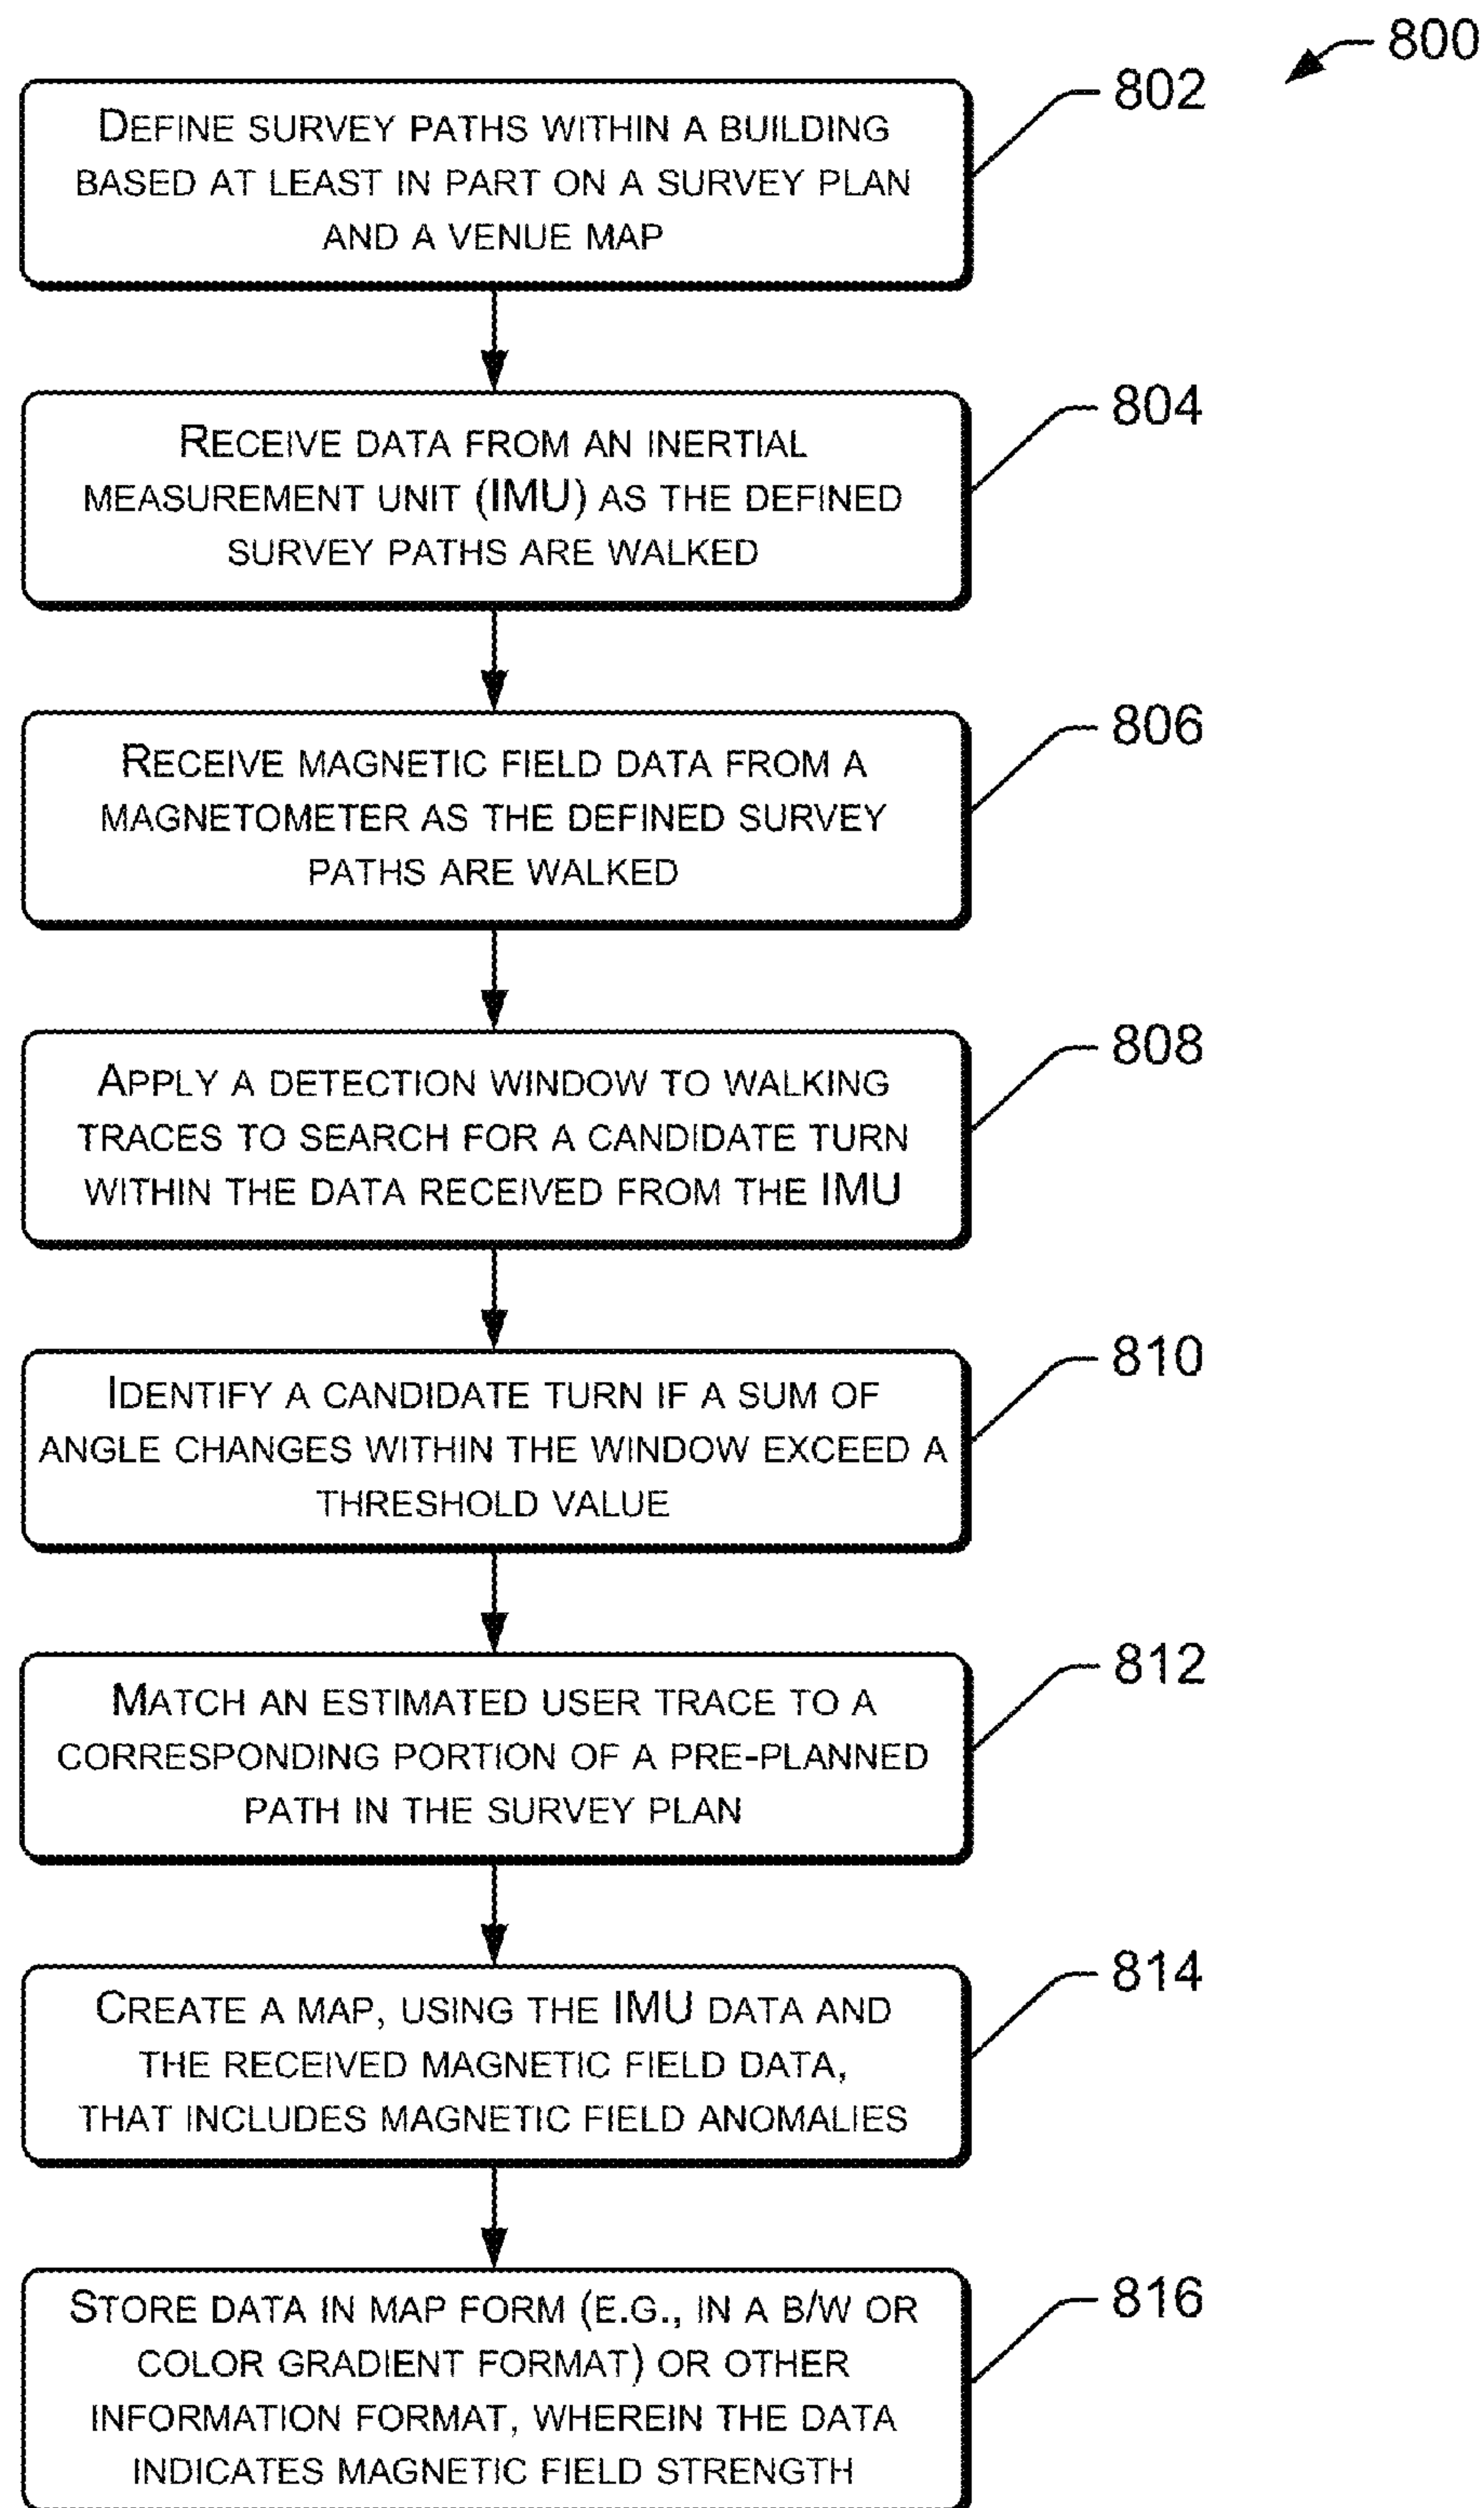 800
802
DEFINE SURVEY PATHS WITHIN A BUILDING
BASED AT LEAST IN PART ON A SURVEY PLAN
AND A VENUE MAP
804
RECEIVE DATA FROM AN INERTIAL
MEASUREMENT UNIT (IMU) AS THE DEFINED
SURVEY PATHS ARE WALKED
806
RECEIVE MAGNETIC FIELD DATA FROM A
MAGNETOMETER AS THE DEFINED SURVEY
PATHS ARE WALKED
808
APPLY A DETECTION WINDOW TO WALKING
TRACES TO SEARCH FOR A CANDIDATE TURN
WITHIN THE DATA RECEIVED FROM THE IMU
810
IDENTIFY A CANDIDATE TURN IF A SUM OF
ANGLE CHANGES WITHIN THE WINDOW EXCEED A
THRESHOLD VALUE
812
MATCH AN ESTIMATED USER TRACE TO A
CORRESPONDING PORTION OF A PRE-PLANNED
PATH IN THE SURVEY PLAN
814
CREATE A MAP, USING THE IMU DATA AND
THE RECEIVED MAGNETIC FIELD DATA,
THAT INCLUDES MAGNETIC FIELD ANOMALIES
816
STORE DATA IN MAP FORM (E.G., IN A B/W OR
COLOR GRADIENT FORMAT) OR OTHER
INFORMATION FORMAT, WHEREIN THE DATA
INDICATES MAGNETIC FIELD STRENGTH